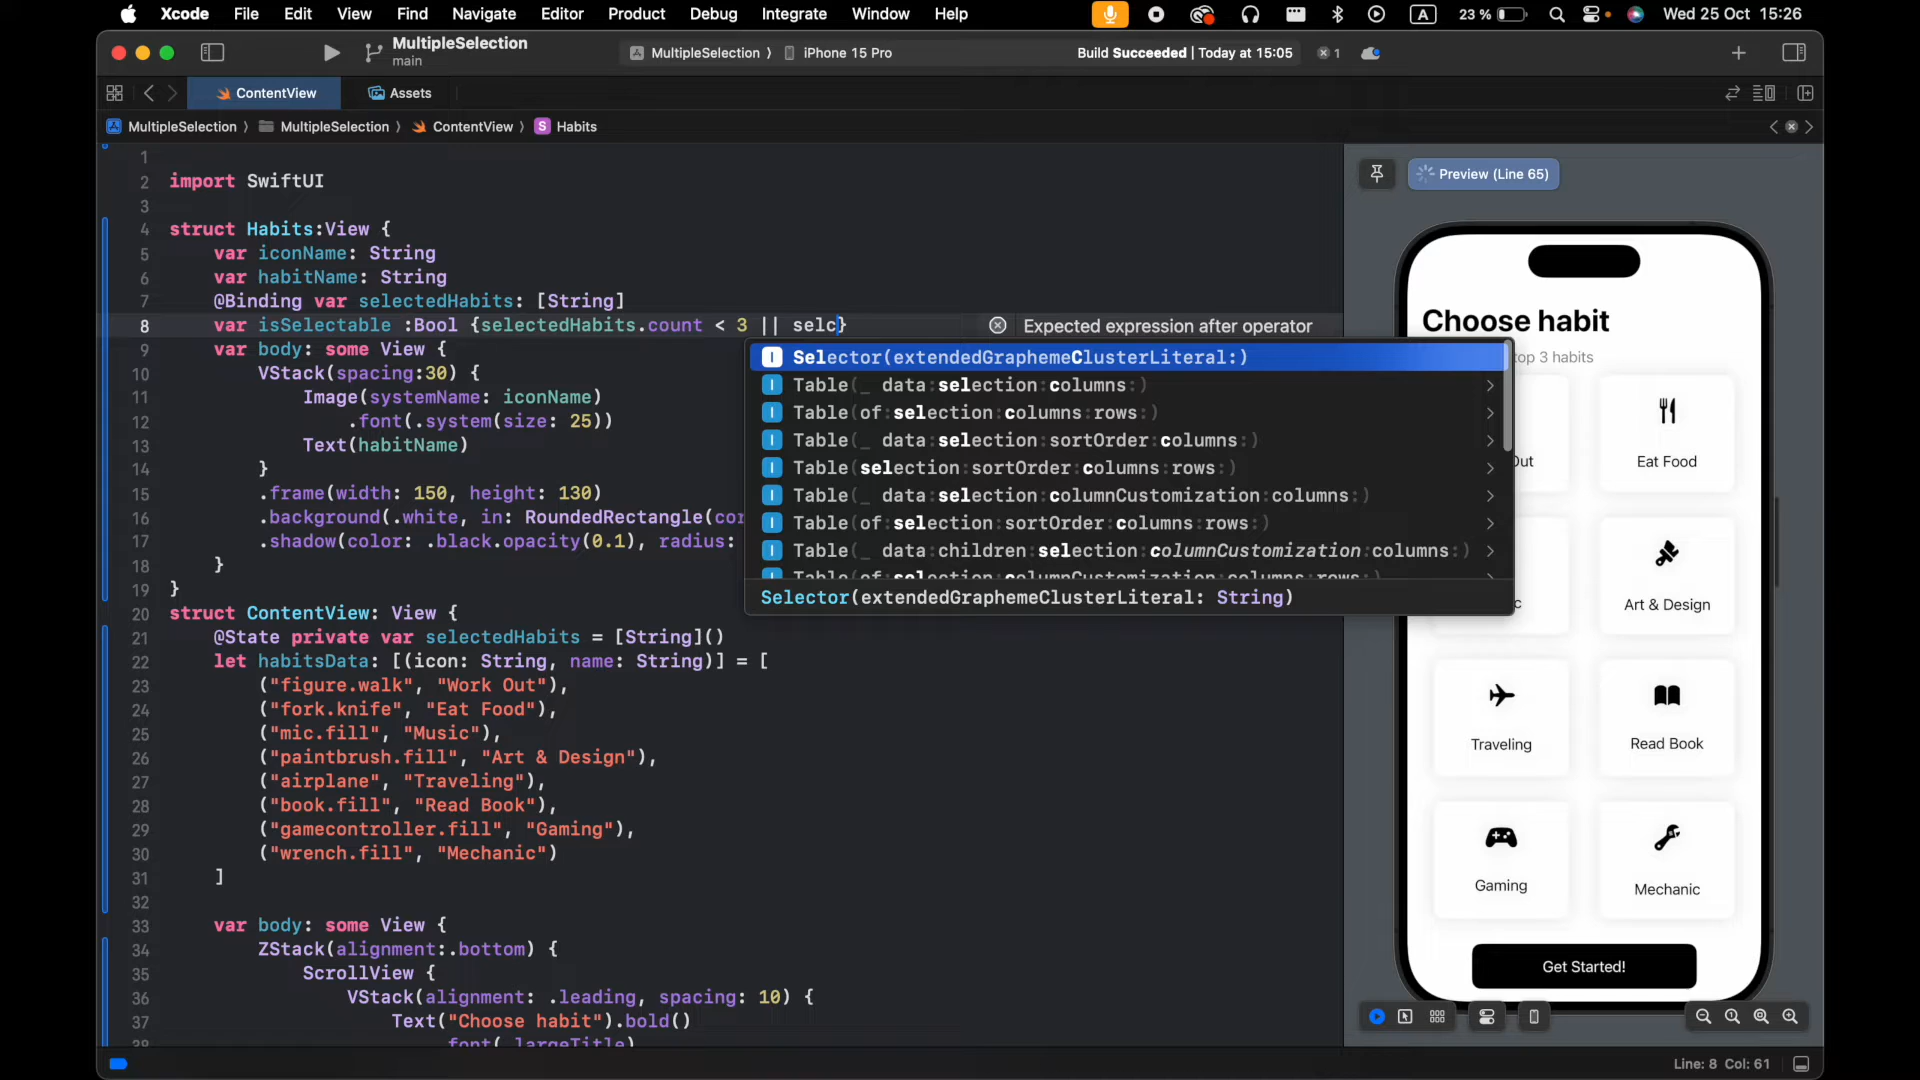 Xcode File Edit View Find Navigate Editor Product Debug Integrate Window Help A 23 % Wed 25 Oct 15:26
MultipleSelection
main
MultipleSelection 〉 iPhone 15 Pro Build Succeeded | Today at 15:05 1
ContentView Assets
MultipleSelection 〉 MultipleSelection 〉 ContentView 〉 S Habits
1
2 import SwiftUI
3
4 struct Habits:View {
5 var iconName: String
6 var habitName: String
7 @Binding var selectedHabits: [String]
8 var isSelectable :Bool {selectedHabits.count < 3 || selc} Expected expression after operator
9 var body: some View {
10 VStack(spacing:30) {
11 Image(systemName: iconName)
12 .font(.system(size: 25))
13 Text(habitName)
14 }
15 .frame(width: 150, height: 130)
16 .background(.white, in: RoundedRectangle(cor
17 .shadow(color: .black.opacity(0.1), radius:
18 }
19 }
20 struct ContentView: View {
21 @State private var selectedHabits = [String]()
22 let habitsData: [(icon: String, name: String)] = [
23 ("figure.walk", "Work Out"),
24 ("fork.knife", "Eat Food"),
25 ("mic.fill", "Music"),
26 ("paintbrush.fill", "Art & Design"),
27 ("airplane", "Traveling"),
28 ("book.fill", "Read Book"),
29 ("gamecontroller.fill", "Gaming"),
30 ("wrench.fill", "Mechanic")
31 ]
32
33 var body: some View {
34 ZStack(alignment:.bottom) {
35 ScrollView {
36 VStack(alignment: .leading, spacing: 10) {
37 Text("Choose habit").bold()
38 .font(.largeTitle)
I Selector(extendedGraphemeClusterLiteral:)
I Table(_ data:selection:columns:)
I Table(of:selection:columns:rows:)
I Table(_ data:selection:sortOrder:columns:)
I Table(selection:sortOrder:columns:rows:)
I Table(_ data:selection:columnCustomization:columns:)
I Table(of:selection:sortOrder:columns:rows:)
I Table(_ data:children:selection:columnCustomization:columns:)
Table(of:selection:columnCustomization:columns:rows:)
Selector(extendedGraphemeClusterLiteral: String)
Preview (Line 65)
Choose habit
top 3 habits
Out
Eat Food
c
Art & Design
Traveling
Read Book
Gaming
Mechanic
Get Started!
Line: 8 Col: 61